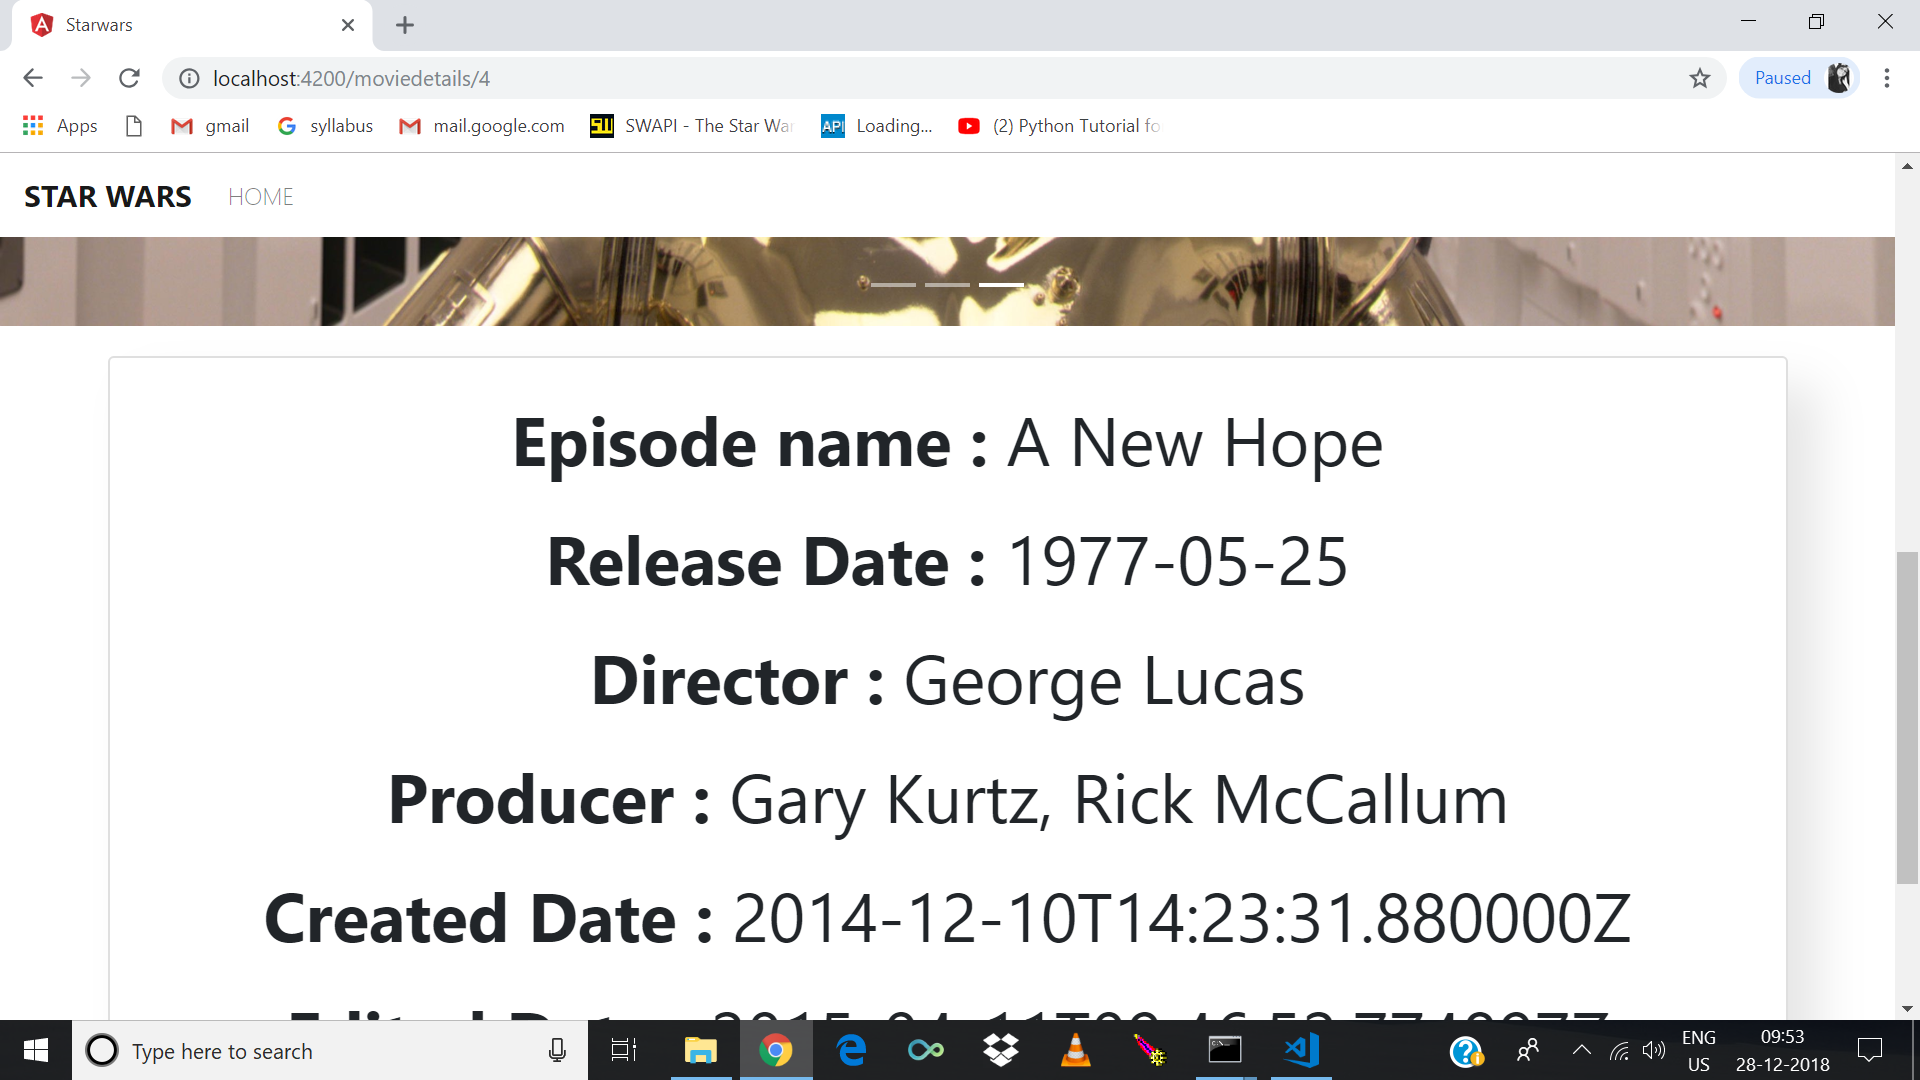 Starwars
localhost:4200/moviedetails/4
Paused
Apps
gmail
syllabus
mail.google.com
SWAPI - The Star War
API
Loading...
(2) Python Tutorial fo
STAR WARS
HOME
Episode name : A New Hope
Release Date : 1977-05-25
Director : George Lucas
Producer : Gary Kurtz, Rick McCallum
Created Date : 2014-12-10T14:23:31.880000Z
Type here to search
ENG
US
09:53
28-12-2018